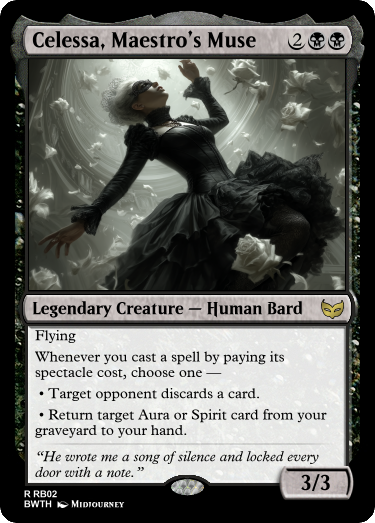 Celessa, Maestro's Muse 2
Legendary Creature — Human Bard
Flying
Whenever you cast a spell by paying its
spectacle cost, choose one —
• Target opponent discards a card.
• Return target Aura or Spirit card from your
graveyard to your hand.
"He wrote me a song of silence and locked every
door with a note."
3/3
R RB02
BWTH Midjourney